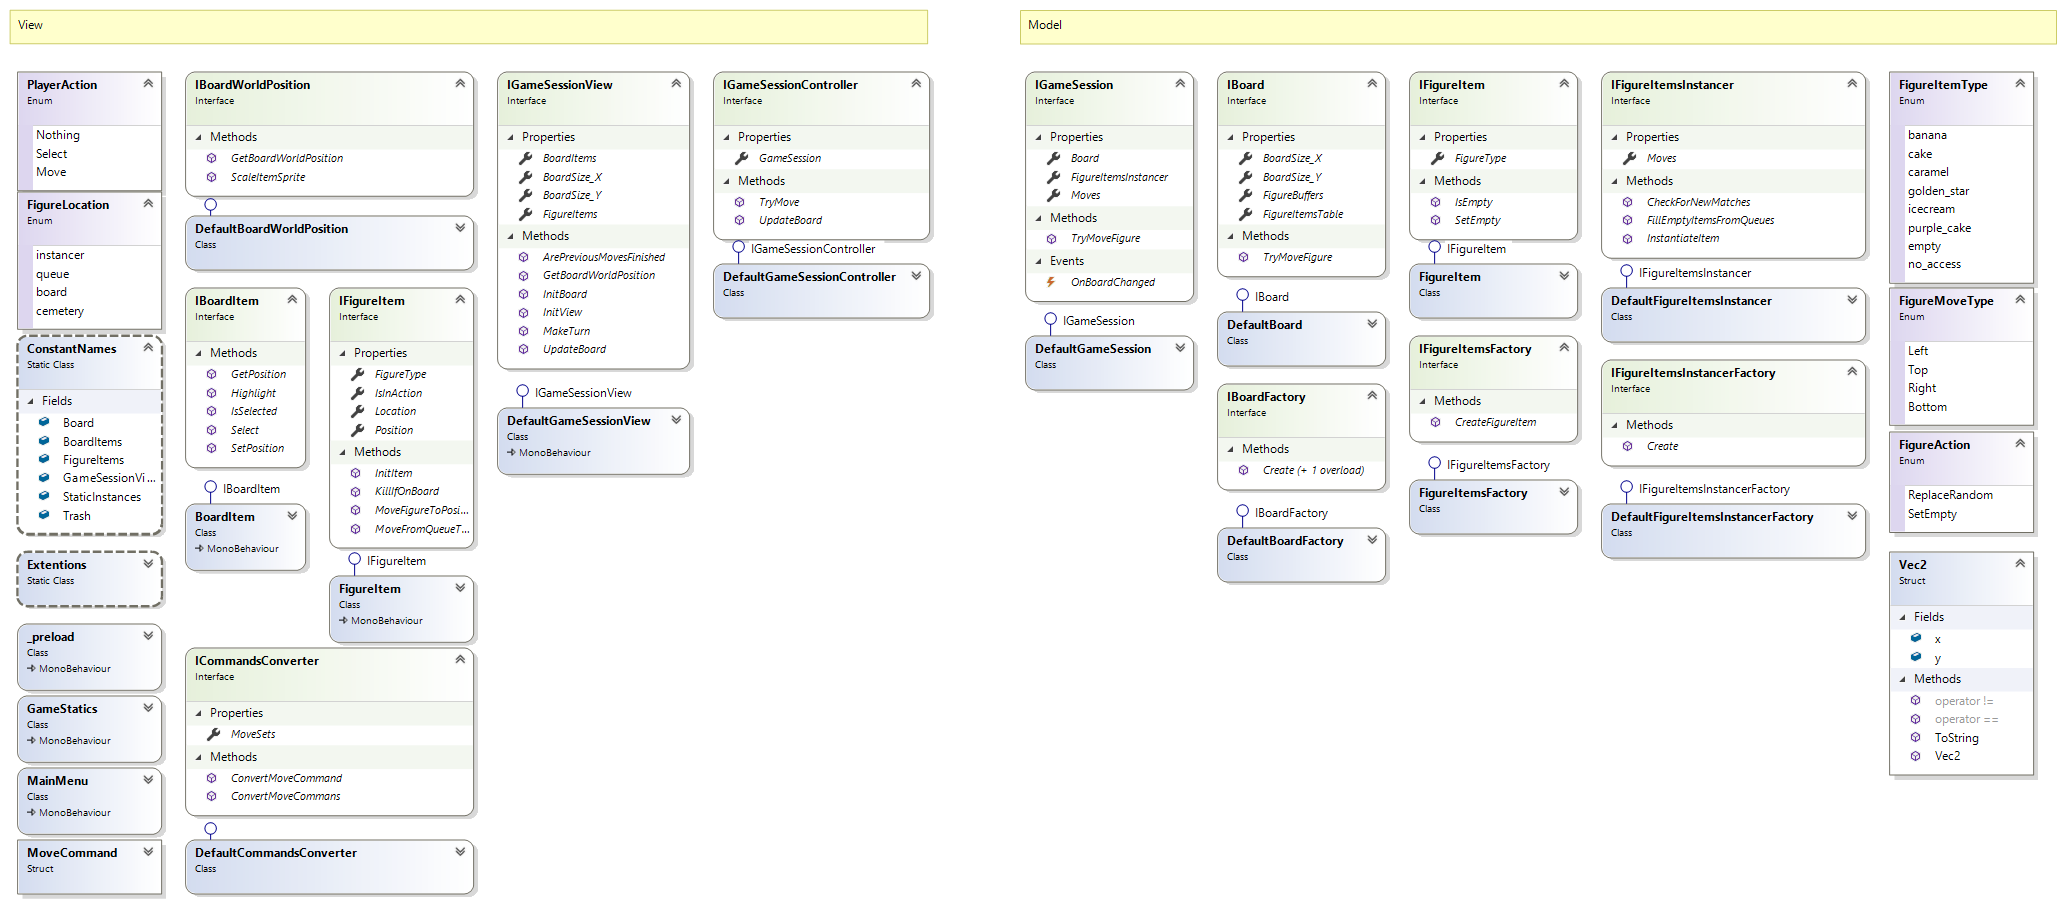 View
PlayerAction
Enum
Nothing
Select
Move
FigureLocation
Enum
instancer
queue
board
cemetery
ConstantNames
Static Class
Fields
Board
BoardItems
FigureItems
GameSessionVi...
StaticInstances
Trash
Extentions
Static Class
_preload
Class
MonoBehaviour
GameStatics
Class
MonoBehaviour
MainMenu
Class
MonoBehaviour
MoveCommand
Struct
IBoardWorldPosition
Interface
Methods
GetBoardWorldPosition
ScaleItemSprite
DefaultBoardWorldPosition
Class
IBoardItem
Interface
Methods
GetPosition
Highlight
IsSelected
Select
SetPosition
IBoardItem
BoardItem
Class
MonoBehaviour
IFigureItem
Interface
Properties
FigureType
IsInAction
Location
Position
Methods
InitItem
KillIfOnBoard
MoveFigureToPosi...
MoveFromQueueT...
IFigureItem
FigureItem
Class
MonoBehaviour
ICommandsConverter
Interface
Properties
MoveSets
Methods
ConvertMoveCommand
ConvertMoveCommans
DefaultCommandsConverter
Class
IGameSessionView
Interface
Properties
BoardItems
BoardSize_X
BoardSize_Y
FigureItems
Methods
ArePreviousMovesFinished
GetBoardWorldPosition
InitBoard
InitView
MakeTurn
UpdateBoard
IGameSessionView
DefaultGameSessionView
Class
MonoBehaviour
IGameSessionController
Interface
Properties
GameSession
Methods
TryMove
UpdateBoard
IGameSessionController
DefaultGameSessionController
Class
Model
IGameSession
Interface
Properties
Board
FigureItemsInstancer
Moves
Methods
TryMoveFigure
Events
OnBoardChanged
IGameSession
DefaultGameSession
Class
IBoard
Interface
Properties
BoardSize_X
BoardSize_Y
FigureBuffers
FigureItemsTable
Methods
TryMoveFigure
IBoard
DefaultBoard
Class
IBoardFactory
Interface
Methods
Create (+ 1 overload)
IBoardFactory
DefaultBoardFactory
Class
IFigureItem
Interface
Properties
FigureType
Methods
IsEmpty
SetEmpty
IFigureItem
FigureItem
Class
IFigureItemsFactory
Interface
Methods
CreateFigureItem
IFigureItemsFactory
FigureItemsFactory
Class
IFigureItemsInstancer
Interface
Properties
Moves
Methods
CheckForNewMatches
FillEmptyItemsFromQueues
InstantiateItem
IFigureItemsInstancer
DefaultFigureItemsInstancer
Class
IFigureItemsInstancerFactory
Interface
Methods
Create
IFigureItemsInstancerFactory
DefaultFigureItemsInstancerFactory
Class
FigureItemType
Enum
banana
cake
caramel
golden_star
icecream
purple_cake
empty
no_access
FigureMoveType
Enum
Left
Top
Right
Bottom
FigureAction
Enum
ReplaceRandom
SetEmpty
Vec2
Struct
Fields
x
y
Methods
operator !=
operator ==
ToString
Vec2